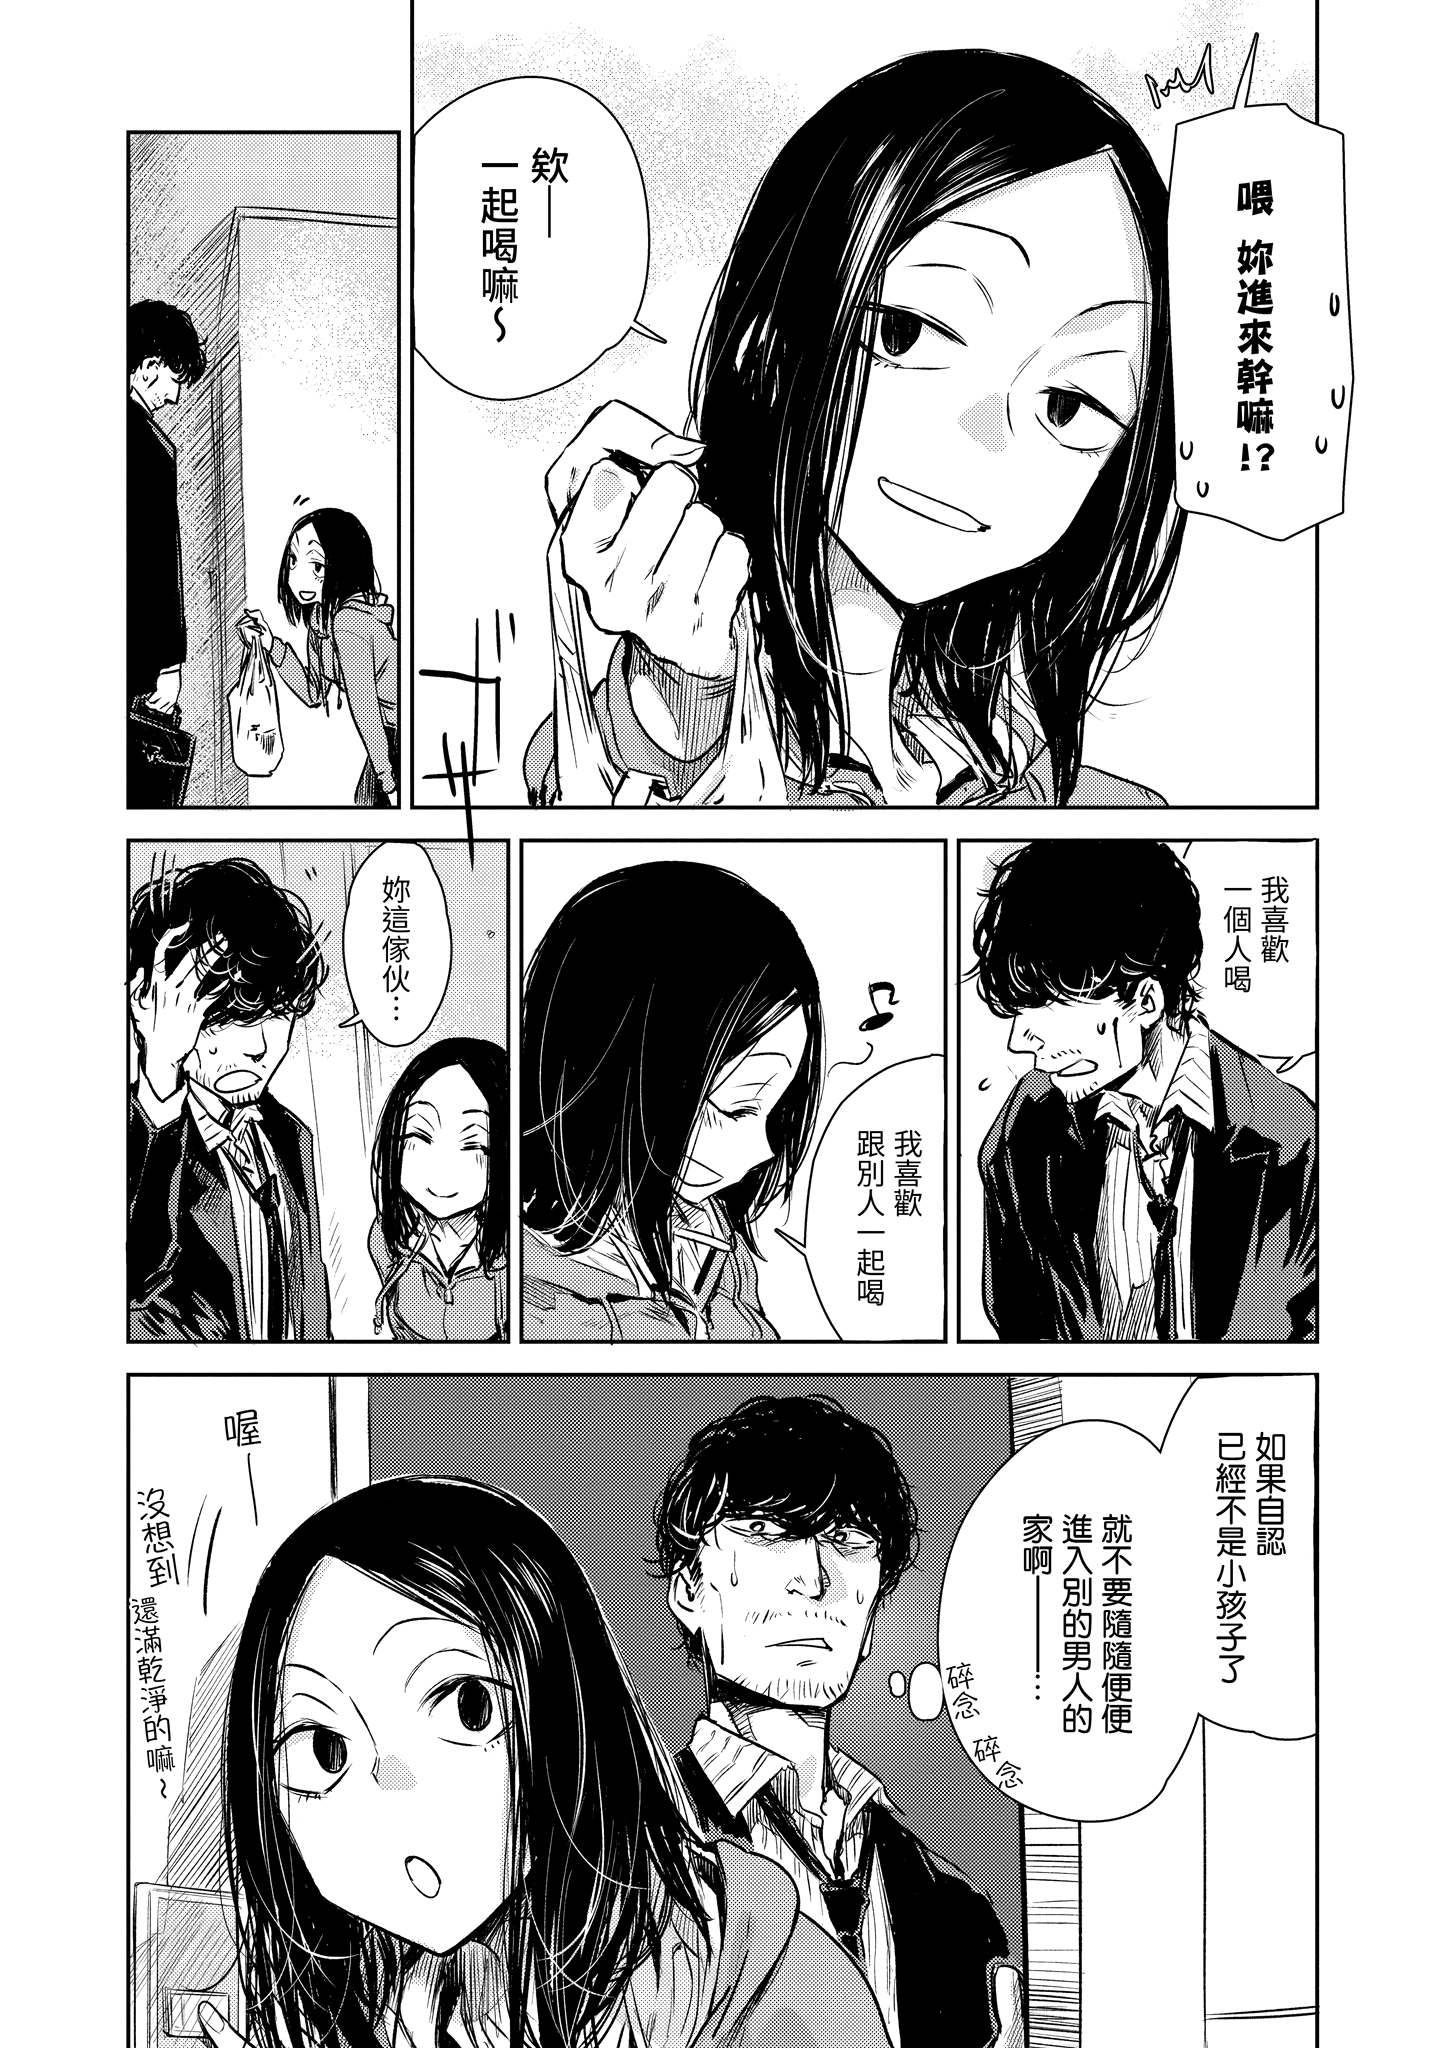 喂 妳進來幹嘛!?
欸—
一起喝嘛～
ガ
サ
我喜歡
一個人喝
我喜歡
跟別人一起喝
妳這傢伙…
如果自認
已經不是小孩子了
就不要隨隨便便
進入別的男人的
家啊——…
碎念
碎念
喔—
沒想到
還滿乾淨的嘛～